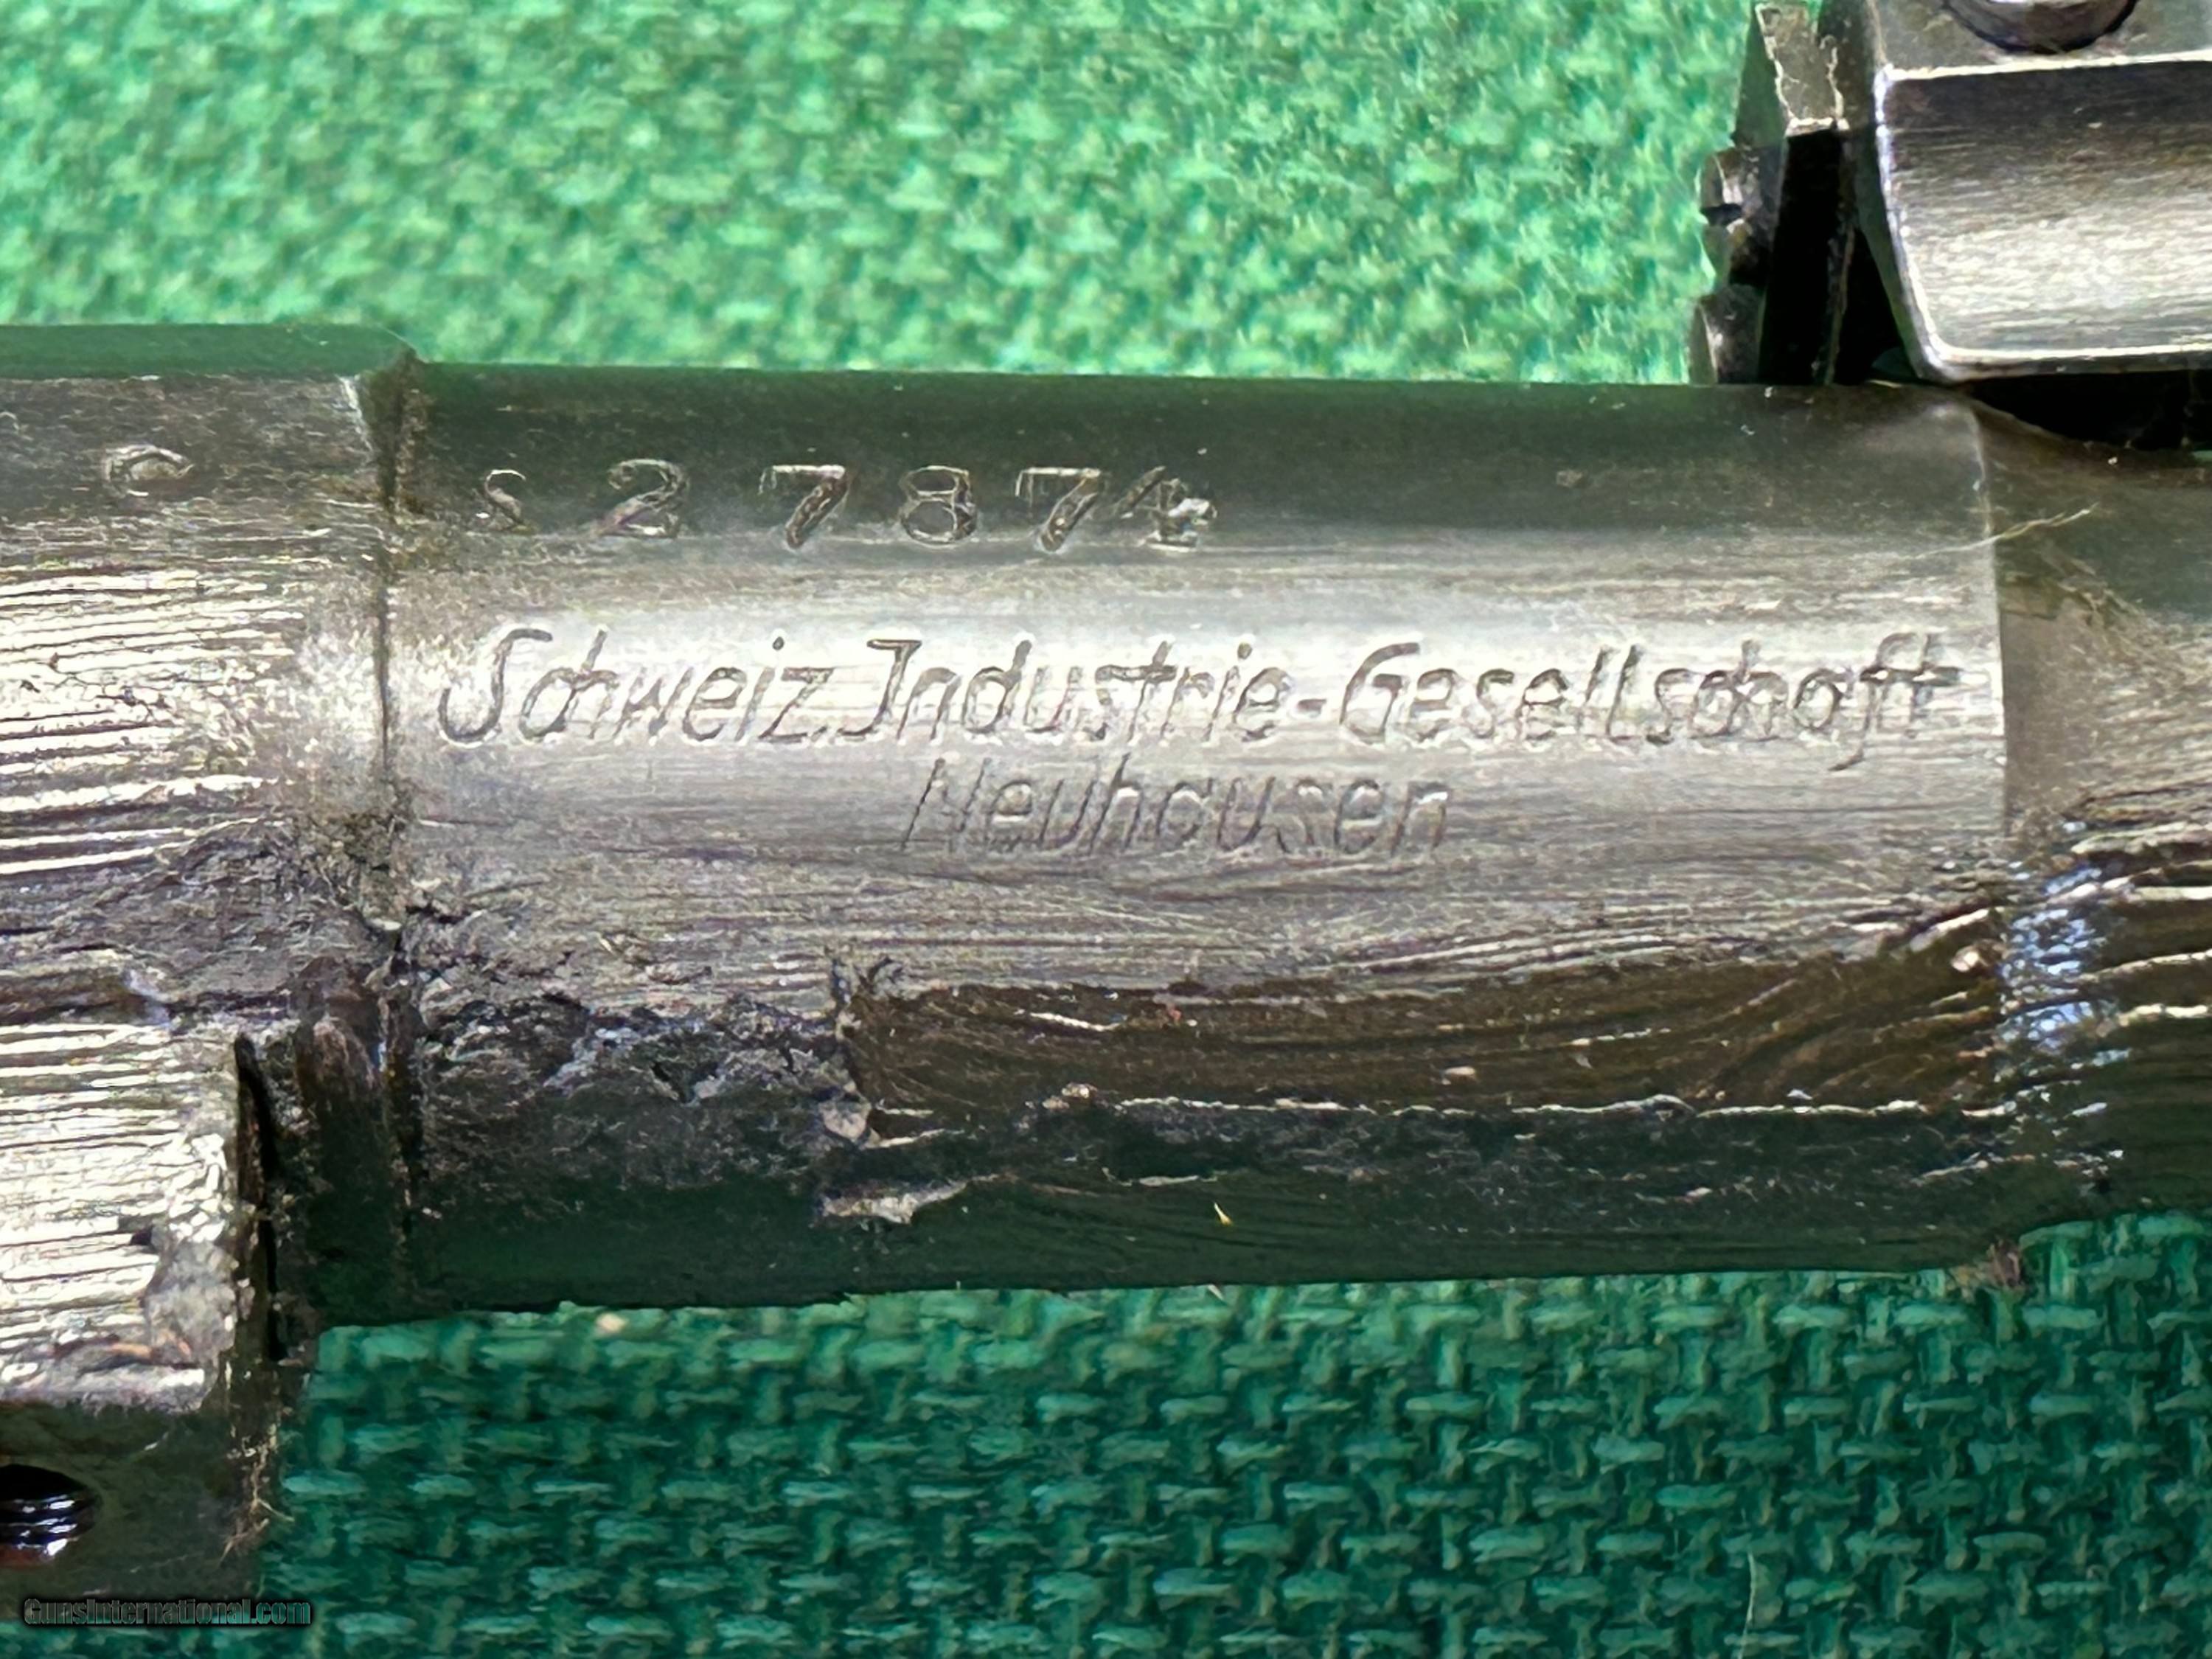 C S 27874
Schweiz. Industrie-Gesellschaft
Neuhausen
GunsInternational.com